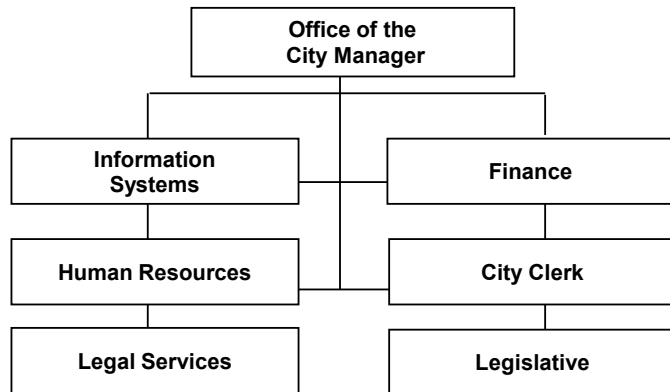 Office of the
City Manager
Information
Systems
Finance
Human Resources
City Clerk
Legal Services
Legislative